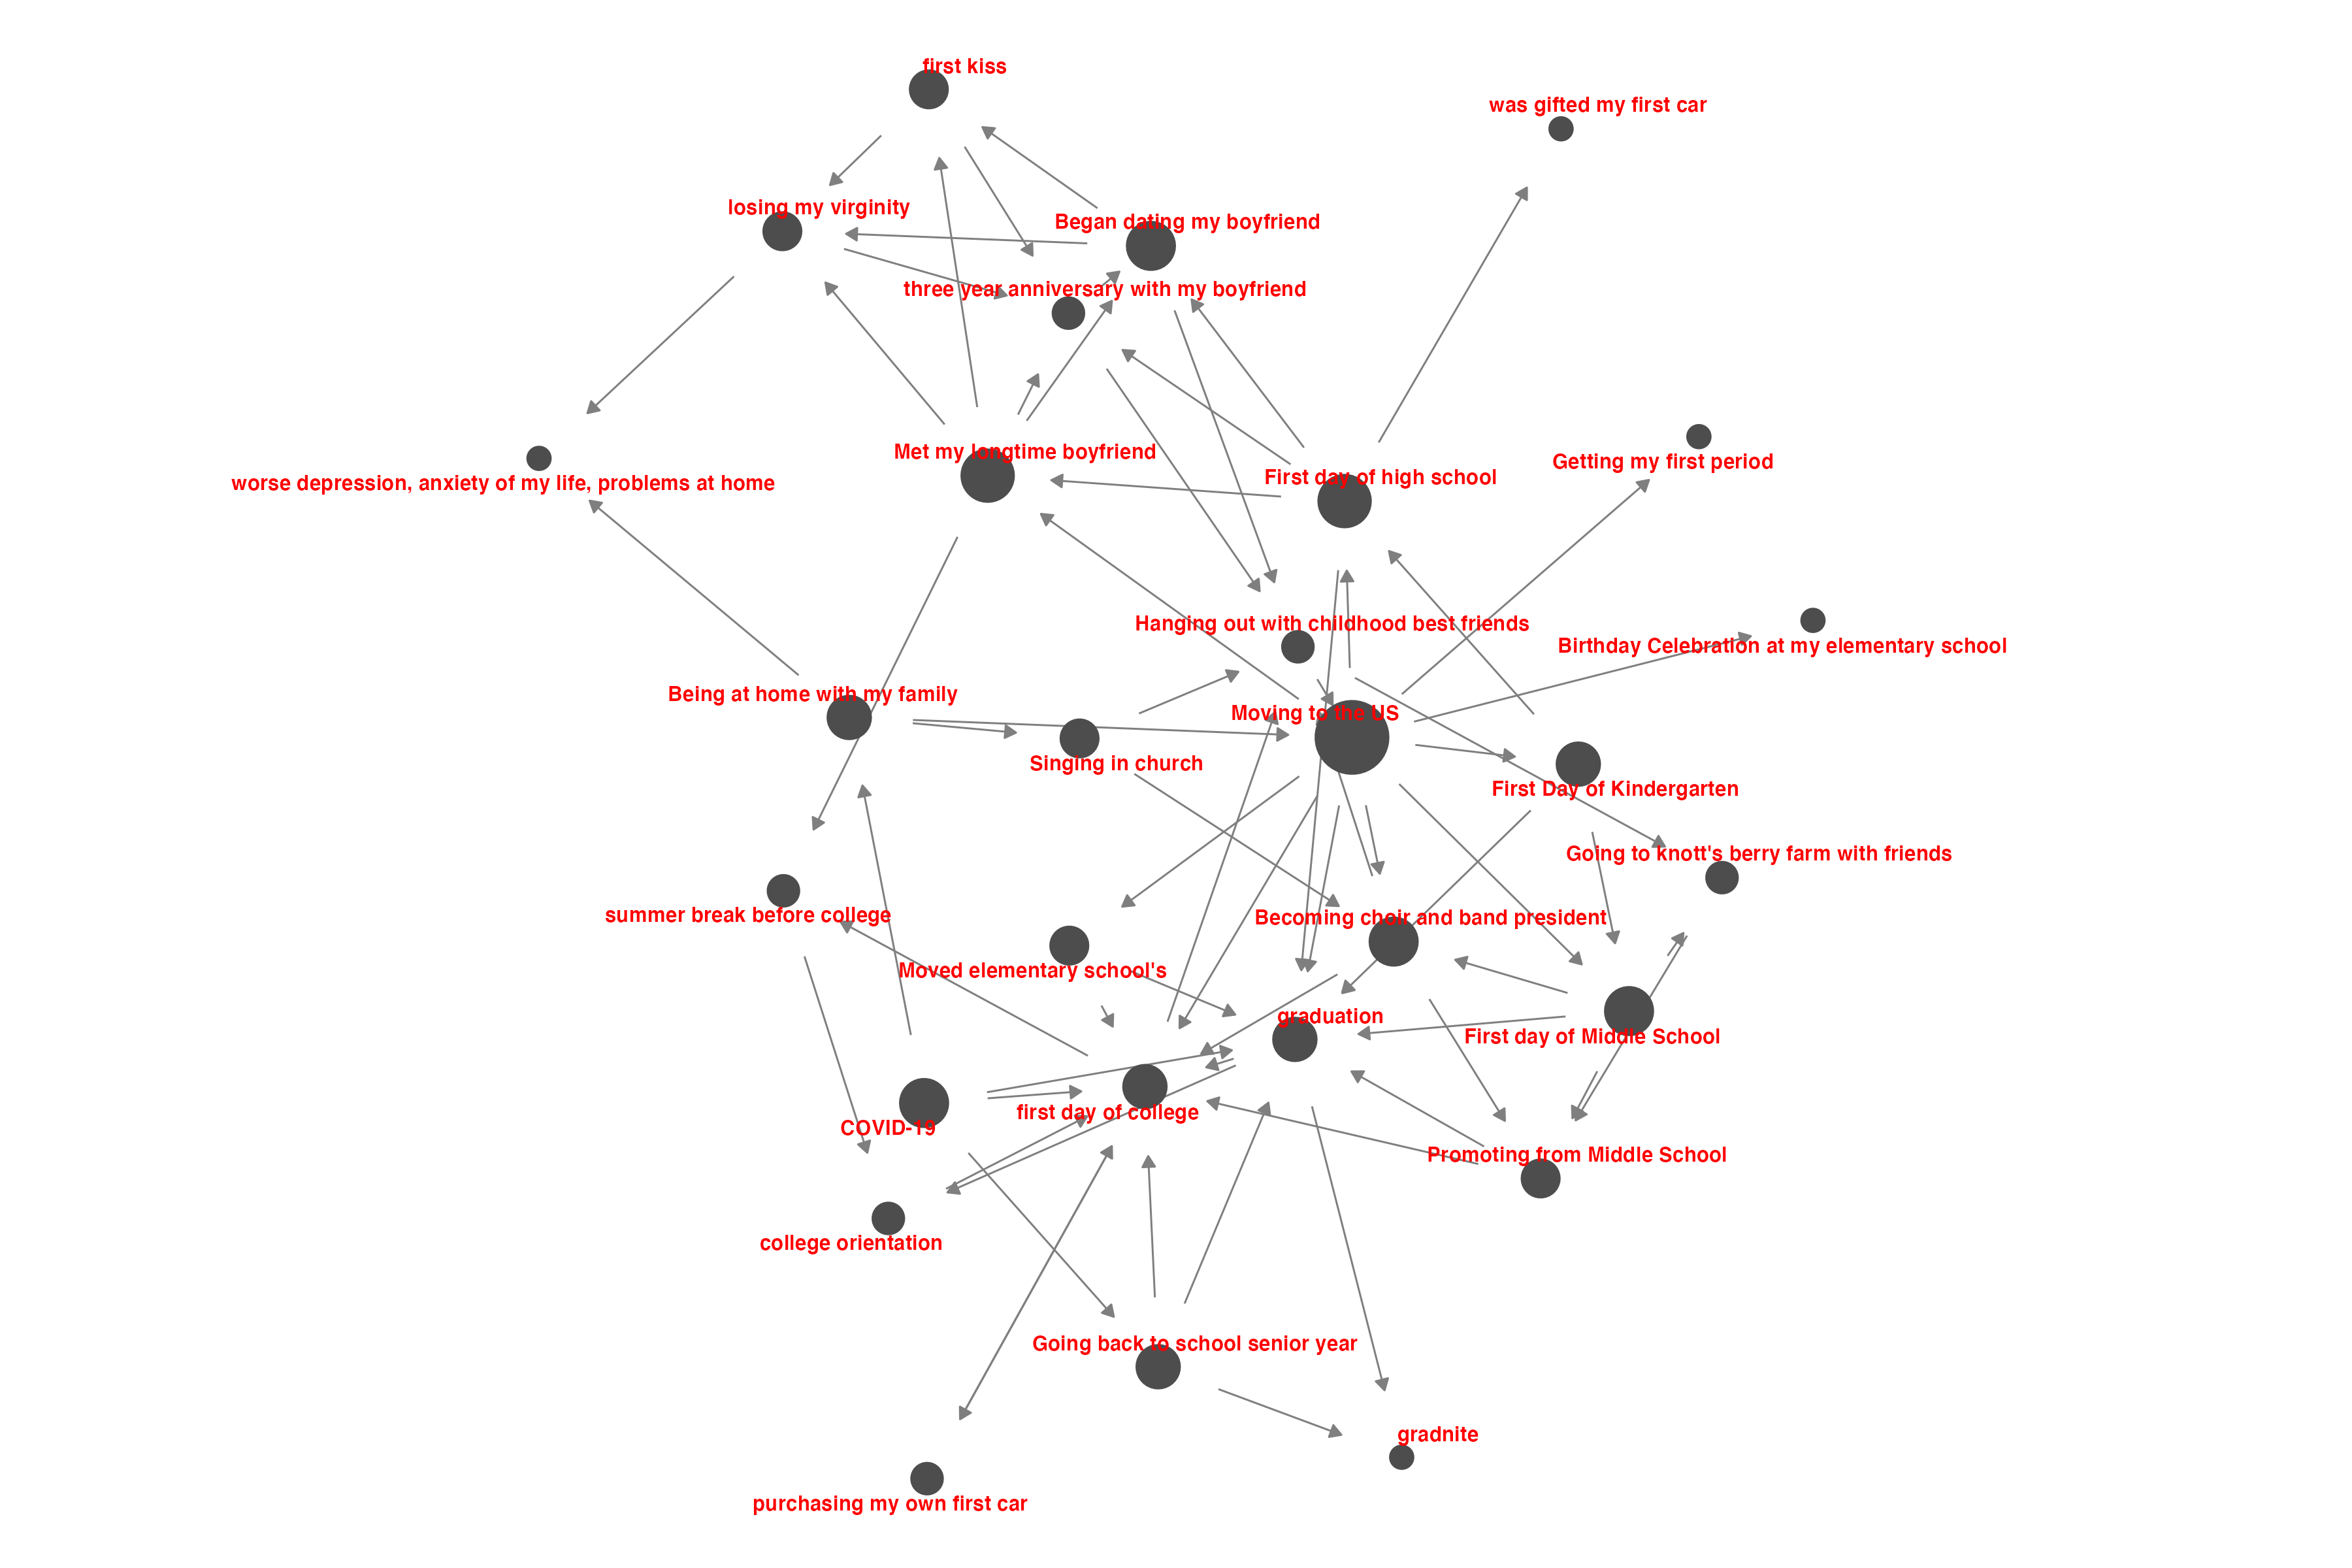 first kiss
was gifted my first car
losing my virginity
Began dating my boyfriend
three year anniversary with my boyfriend
Met my longtime boyfriend
Getting my first period
First day of high school
worse depression, anxiety of my life, problems at home
Hanging out with childhood best friends
Birthday Celebration at my elementary school
Being at home with my family
Moving to the US
Singing in church
First Day of Kindergarten
Going to knott's berry farm with friends
summer break before college
Becoming choir and band president
Moved elementary school's
graduation
First day of Middle School
first day of college
COVID-19
Promoting from Middle School
college orientation
Going back to school senior year
gradnite
purchasing my own first car